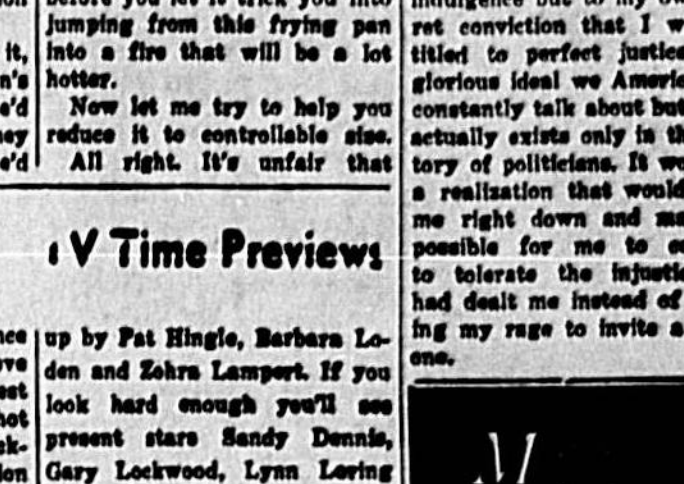 jumping from this frying pan
into a fire that will be a lot
hotter.
Now let me try to help you
reduce it to controllable size.
All right. It's unfair that
V Time Previews
up by Pat Hingle, Barbara Lo-
den and Zohra Lampert. If you
look hard enough you'll see
present stars Sandy Dennis,
Gary Lockwood, Lynn Loring
ret conviction that I w
titled to perfect justice
glorious ideal we Americ
constantly talk about but
actually exists only in th
tory of politicians. It wo
a realization that would
me right down and
possible for me to
to tolerate the injustic
had dealt me instead of
ing my rage to invite a
one.